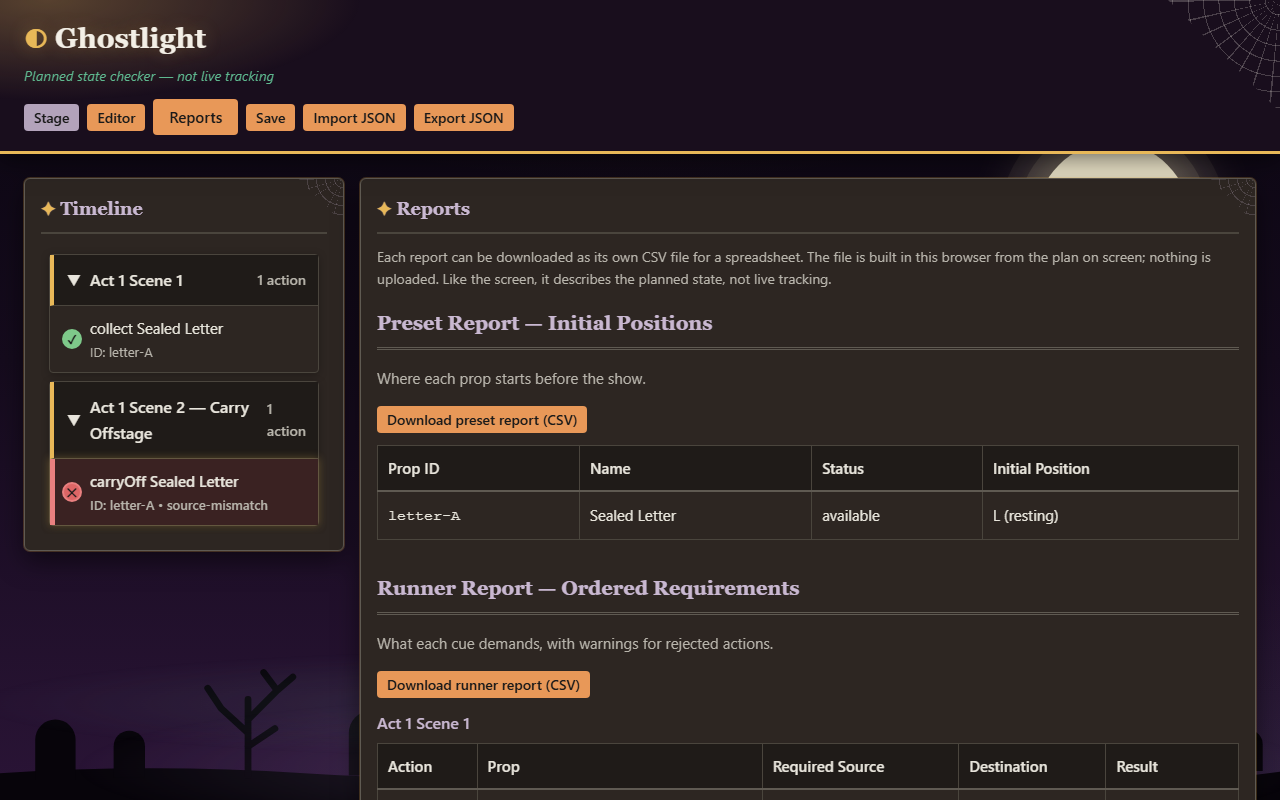 Ghostlight
Planned state checker — not live tracking
Stage
Editor
Reports
Save
Import JSON
Export JSON
Timeline
Act 1 Scene 1
1 action
collect Sealed Letter
ID: letter-A
Act 1 Scene 2 — Carry
Offstage
1
action
carryOff Sealed Letter
ID: letter-A • source-mismatch
Reports
Each report can be downloaded as its own CSV file for a spreadsheet. The file is built in this browser from the plan on screen; nothing is
uploaded. Like the screen, it describes the planned state, not live tracking.
Preset Report — Initial Positions
Where each prop starts before the show.
Download preset report (CSV)
Prop ID
Name
Status
Initial Position
letter-A
Sealed Letter
available
L (resting)
Runner Report — Ordered Requirements
What each cue demands, with warnings for rejected actions.
Download runner report (CSV)
Act 1 Scene 1
Action
Prop
Required Source
Destination
Result